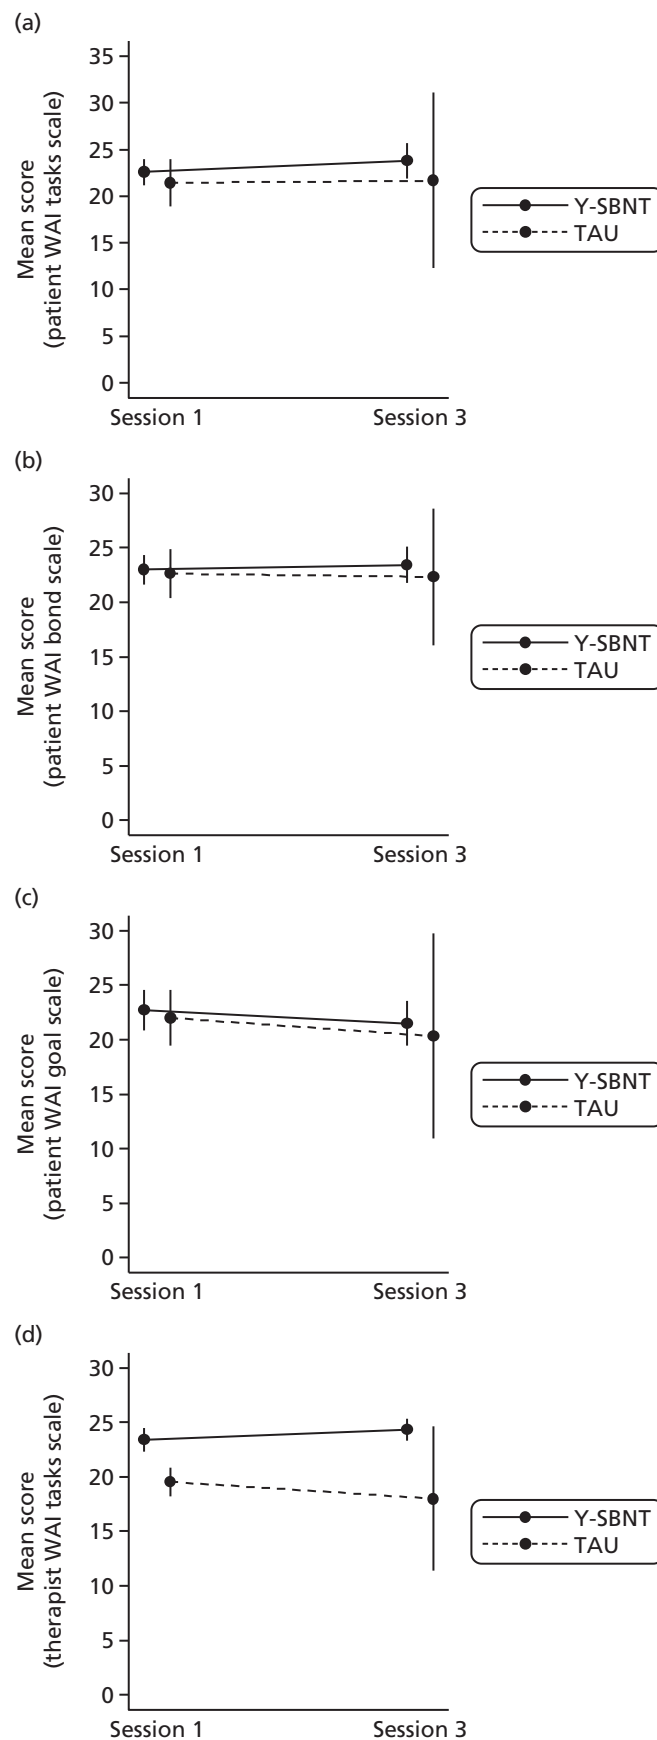 (a)
Mean score
(patient WAI tasks scale)
35
30
25
20
15
10
5
0
Session 1
Session 3
Y-SBNT
TAU
(b)
Mean score
(patient WAI bond scale)
30
25
22
15
10
5
0
Session 1
Session 3
Y-SBNT
TAU
(c)
Mean score
(patient WAI goal scale)
30
25
20
15
10
5
0
Session 1
Session 3
Y-SBNT
TAU
(d)
Mean score
(therapist WAI tasks scale)
30
25
20
15
10
5
0
Session 1
Session 3
Y-SBNT
TAU